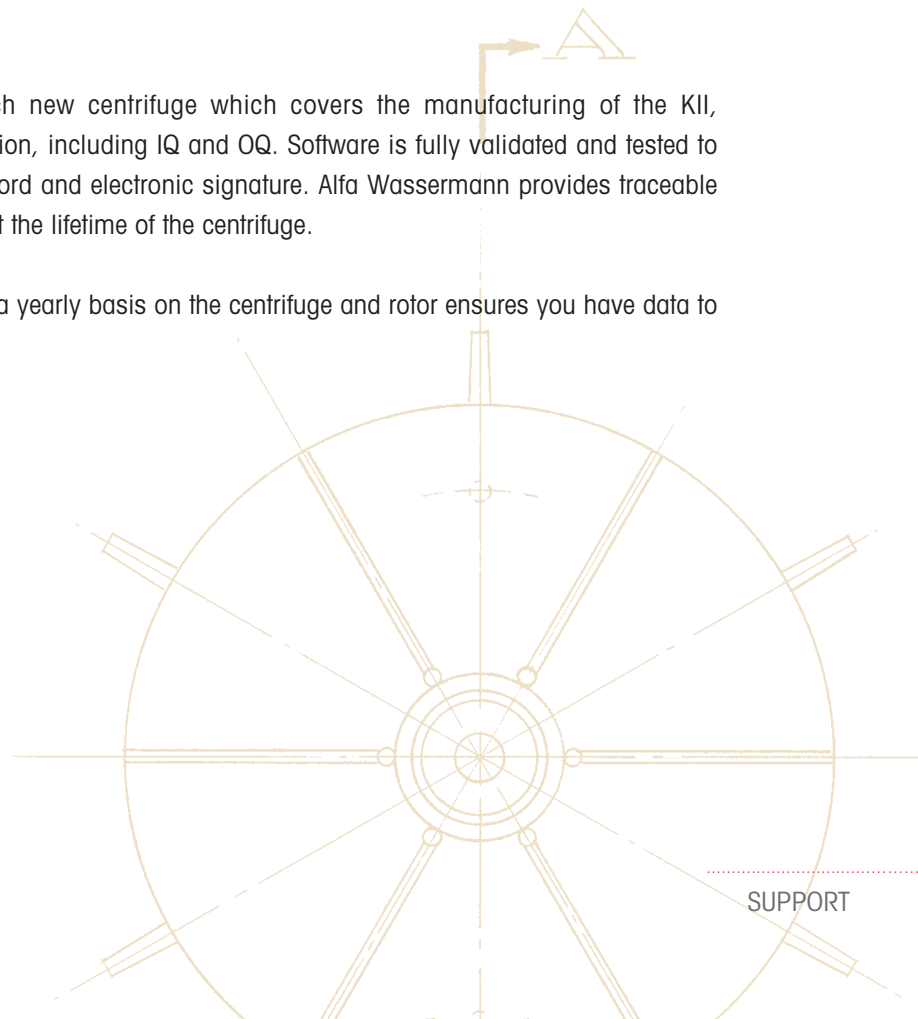 A
ch new centrifuge which covers the manufacturing of the KII,
ion, including IQ and OQ. Software is fully validated and tested to
ord and electronic signature. Alfa Wassermann provides traceable
t the lifetime of the centrifuge.
a yearly basis on the centrifuge and rotor ensures you have data to
SUPPORT